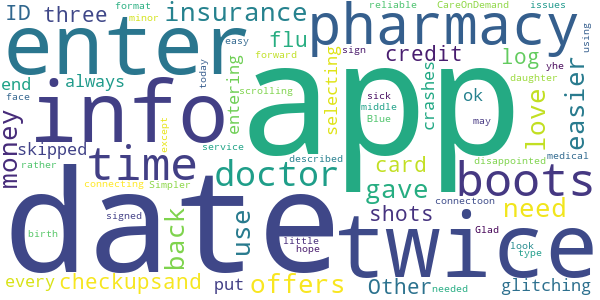 ID
three
format
minor
insurance
reliable
CareOnDemand
issues
enter
pharmacy
easy
forward
sign
using
flu
credit
log
end
always
entering
scrolling
today
selecting
crashes
face
info
app
sick
middle
Blue
ok
may
yhe
daughter
love
easier
money
skipped
time
except
service
described
doctor
card
disappointed
medical
rather
connecting
Simpler
gave
boots
connectoon
signed
date
shots
twice
Glad
need
birth
back
use
little
hope
look
type
every
checkupsand
put
offers
Other
needed
glitching